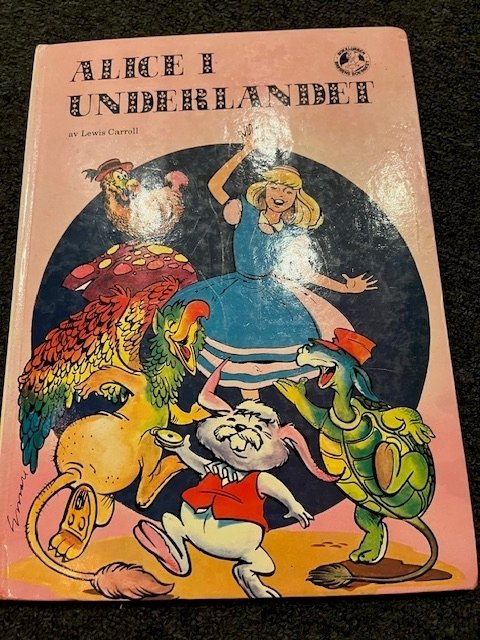 ALICE I
UNDERLANDET
av Lewis Carroll